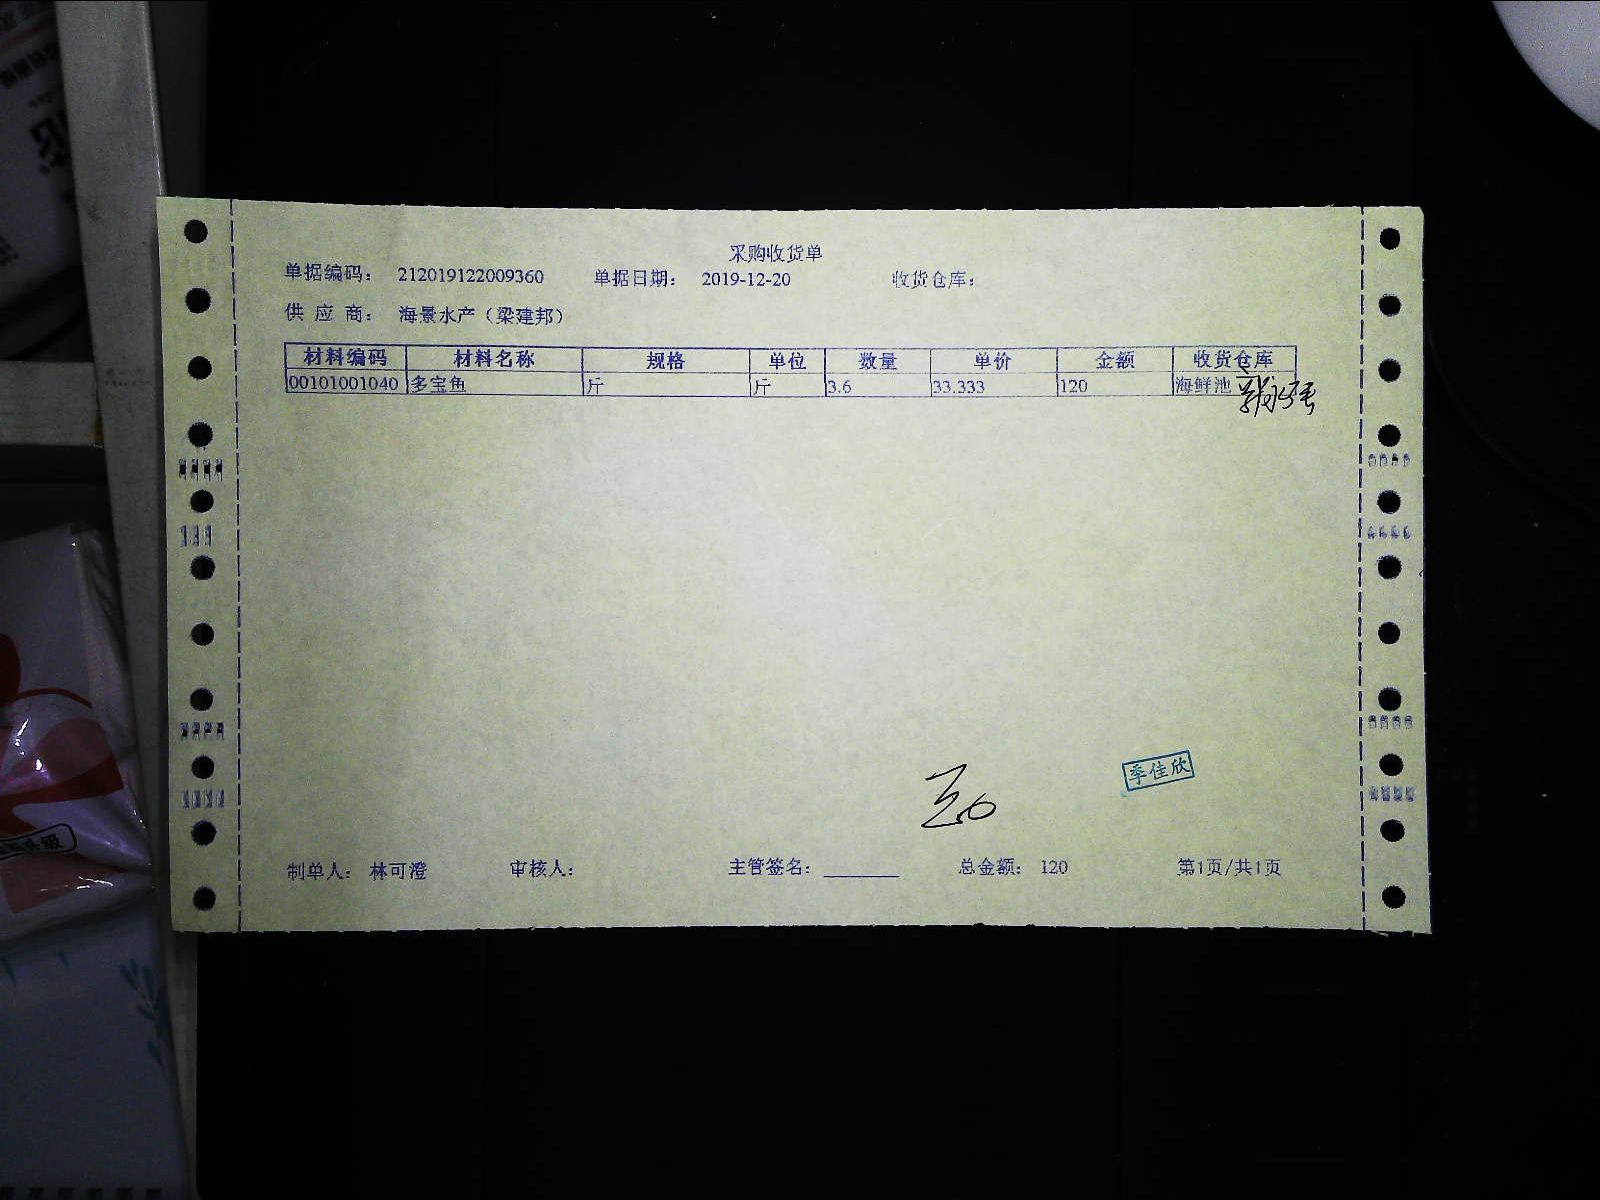 采购收货单
单据编码： 212019122009360 单据日期： 2019-12-20 收货仓库：
供 应 商： 海景水产（梁建邦）
材料编码 材料名称 规格 单位 数量 单价 金额 收货仓库
00101001040 多宝鱼 斤 斤 3.6 33.333 120 海鲜池
季佳欣
制单人： 林可澄 审核人： 主管签名： ________ 总金额： 120 第1页/共1页